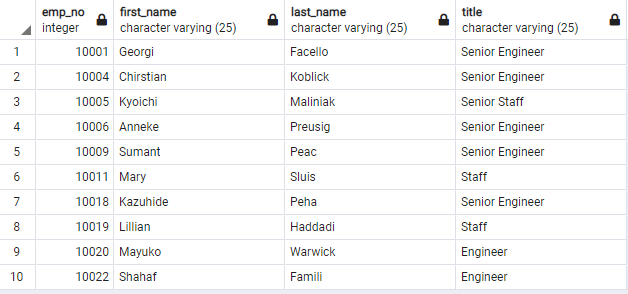 emp_no first_name last_name title
integer character varying (25) character varying (25) character varying (25)
1 10001 Georgi Facello Senior Engineer
2 10004 Chirstian Koblick Senior Engineer
3 10005 Kyoichi Maliniak Senior Staff
4 10006 Anneke Preusig Senior Engineer
5 10009 Sumant Peac Senior Engineer
6 10011 Mary Sluis Staff
7 10018 Kazuhide Peha Senior Engineer
8 10019 Lillian Haddadi Staff
9 10020 Mayuko Warwick Engineer
10 10022 Shahaf Famili Engineer